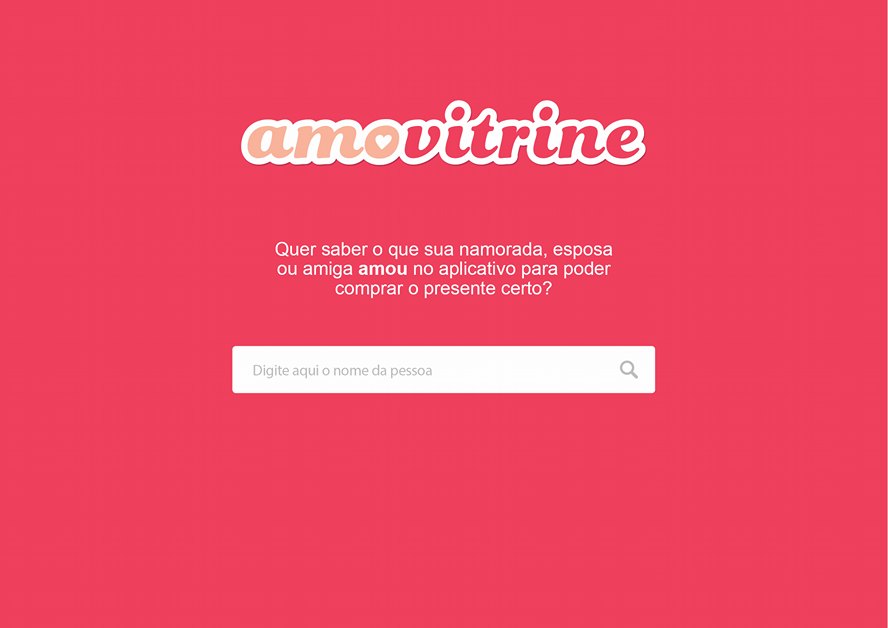 amovitrine
Quer saber o que sua namorada, esposa
ou amiga amou no aplicativo para poder
comprar o presente certo?
Digite aqui o nome da pessoa